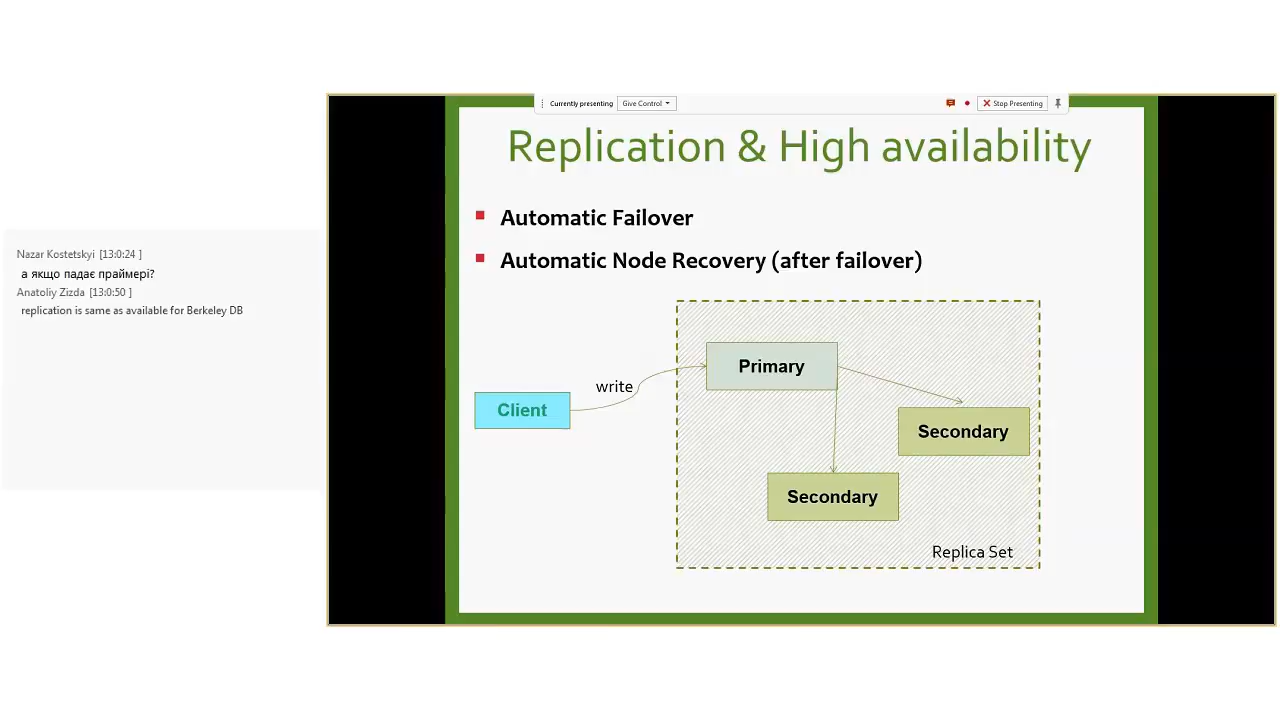 Currently presenting
Give Control
Stop Presenting
Replication & High availability
Automatic Failover
Automatic Node Recovery (after failover)
Nazar Kostetskyi [13:0:24 ]
а якщо падає праймері?
Anatoliy Zizda [13:0:50 ]
replication is same as available for Berkeley DB
Primary
write
Client
Secondary
Secondary
Replica Set